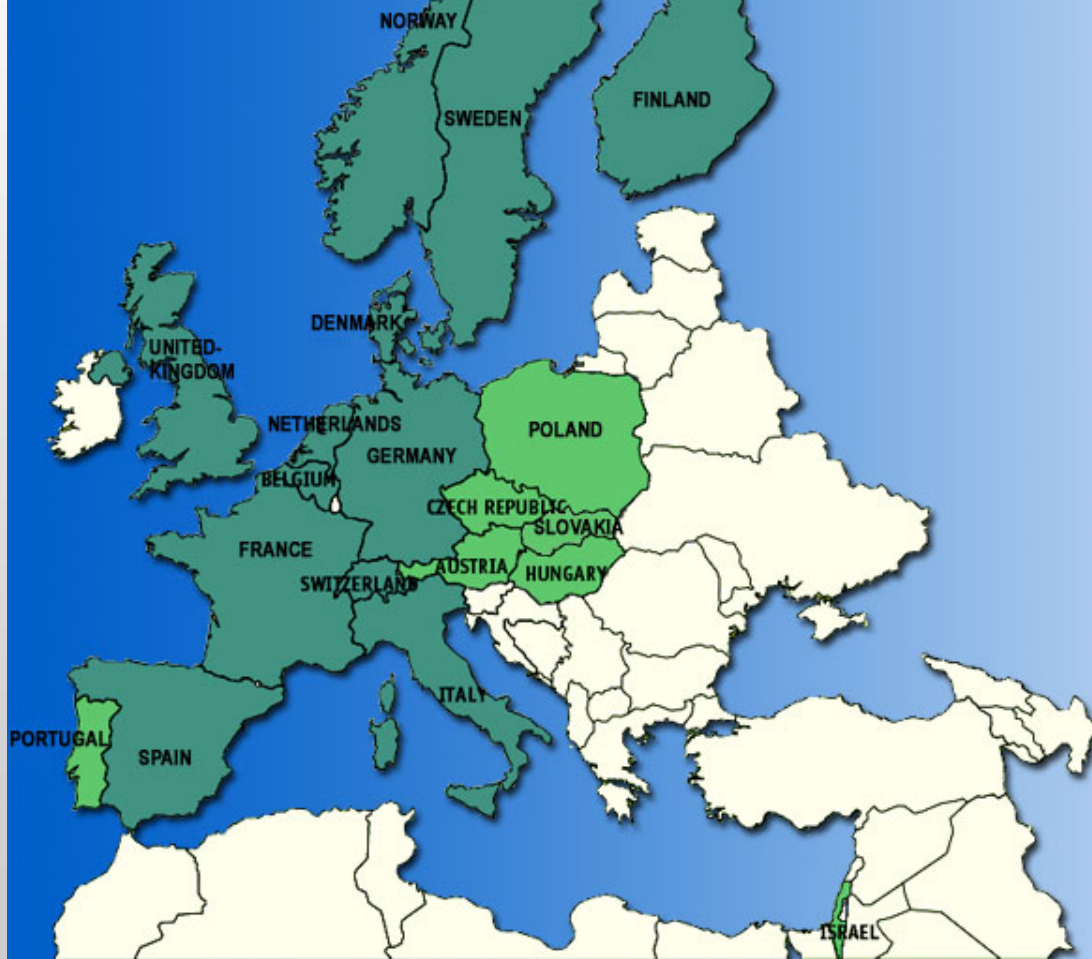 NORWAY
FINLAND
SWEDEN
DENMARK
UNITED-
KINGDOM
NETHERLANDS
POLAND
GERMANY
BELGIUM
CZECH REPUBLIC
SLOVAKIA
FRANCE
AUSTRIA
HUNGARY
SWITZERLAND
ITALY
PORTUGAL
SPAIN
ISRAEL